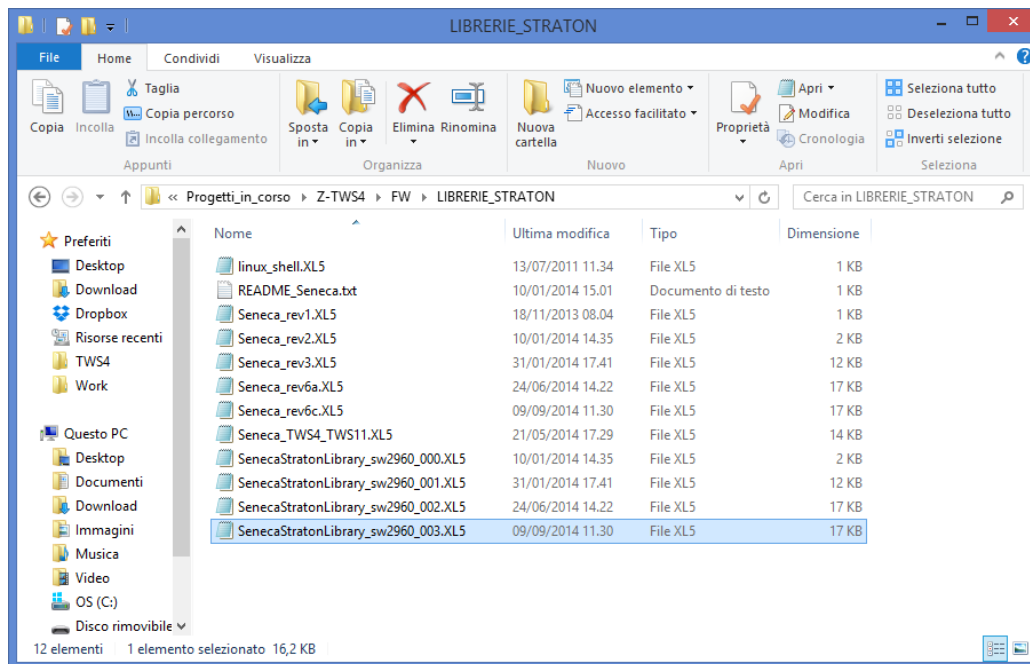 LIBRERIE_STRATON
File Home Condividi Visualizza
Copia
Incolla
Taglia
Copia percorso
Incolla collegamento
Appunti
Sposta in
Copia in
Elimina
Rinomina
Organizza
Nuova cartella
Nuovo elemento
Accesso facilitato
Nuovo
Proprietà
Apri
Modifica
Cronologia
Apri
Seleziona tutto
Deseleziona tutto
Inverti selezione
Seleziona
« Progetti_in_corso Z-TWS4 FW LIBRERIE_STRATON
Cerca in LIBRERIE_STRATON
Preferiti
Desktop
Download
Dropbox
Risorse recenti
TWS4
Work
Questo PC
Desktop
Documenti
Download
Immagini
Musica
Video
OS (C:)
Disco rimovibile
Nome Ultima modifica Tipo Dimensione
linux_shell.XL5 13/07/2011 11.34 File XL5 1 KB
README_Seneca.txt 10/01/2014 15.01 Documento di testo 1 KB
Seneca_rev1.XL5 18/11/2013 08.04 File XL5 1 KB
Seneca_rev2.XL5 10/01/2014 14.35 File XL5 2 KB
Seneca_rev3.XL5 31/01/2014 17.41 File XL5 12 KB
Seneca_rev6a.XL5 24/06/2014 14.22 File XL5 17 KB
Seneca_rev6c.XL5 09/09/2014 11.30 File XL5 17 KB
Seneca_TWS4_TWS11.XL5 21/05/2014 17.29 File XL5 14 KB
SenecaStratonLibrary_sw2960_000.XL5 10/01/2014 14.35 File XL5 2 KB
SenecaStratonLibrary_sw2960_001.XL5 31/01/2014 17.41 File XL5 12 KB
SenecaStratonLibrary_sw2960_002.XL5 24/06/2014 14.22 File XL5 17 KB
SenecaStratonLibrary_sw2960_003.XL5 09/09/2014 11.30 File XL5 17 KB
12 elementi 1 elemento selezionato 16,2 KB